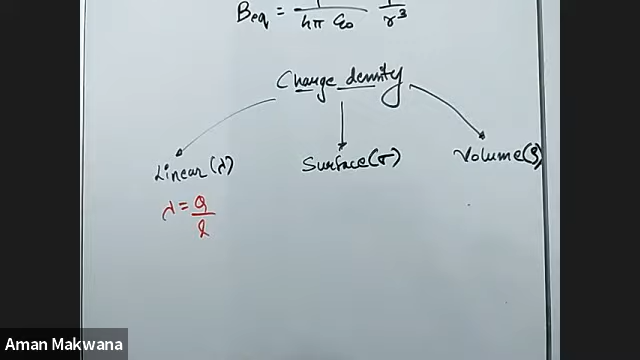 Beq = 1/4π ε0 1/r³
Charge density
Linear (λ)
Surface (σ)
Volume (ρ)
λ = Q/l
Aman Makwana